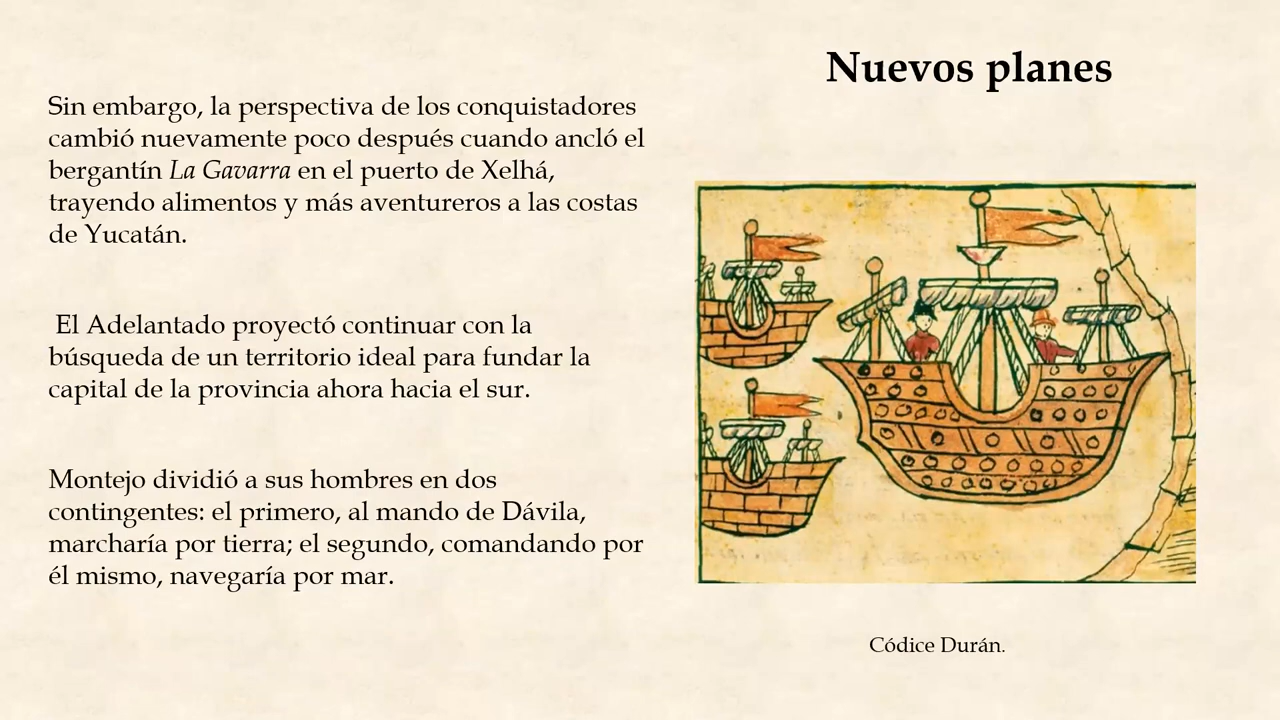 Nuevos planes
Sin embargo, la perspectiva de los conquistadores
cambió nuevamente poco después cuando ancló el
bergantín La Gavarra en el puerto de Xelhá,
trayendo alimentos y más aventureros a las costas
de Yucatán.
El Adelantado proyectó continuar con la
búsqueda de un territorio ideal para fundar la
capital de la provincia ahora hacia el sur.
Montejo dividió a sus hombres en dos
contingentes: el primero, al mando de Dávila,
marcharía por tierra; el segundo, comandando por
él mismo, navegaría por mar.
Códice Durán.